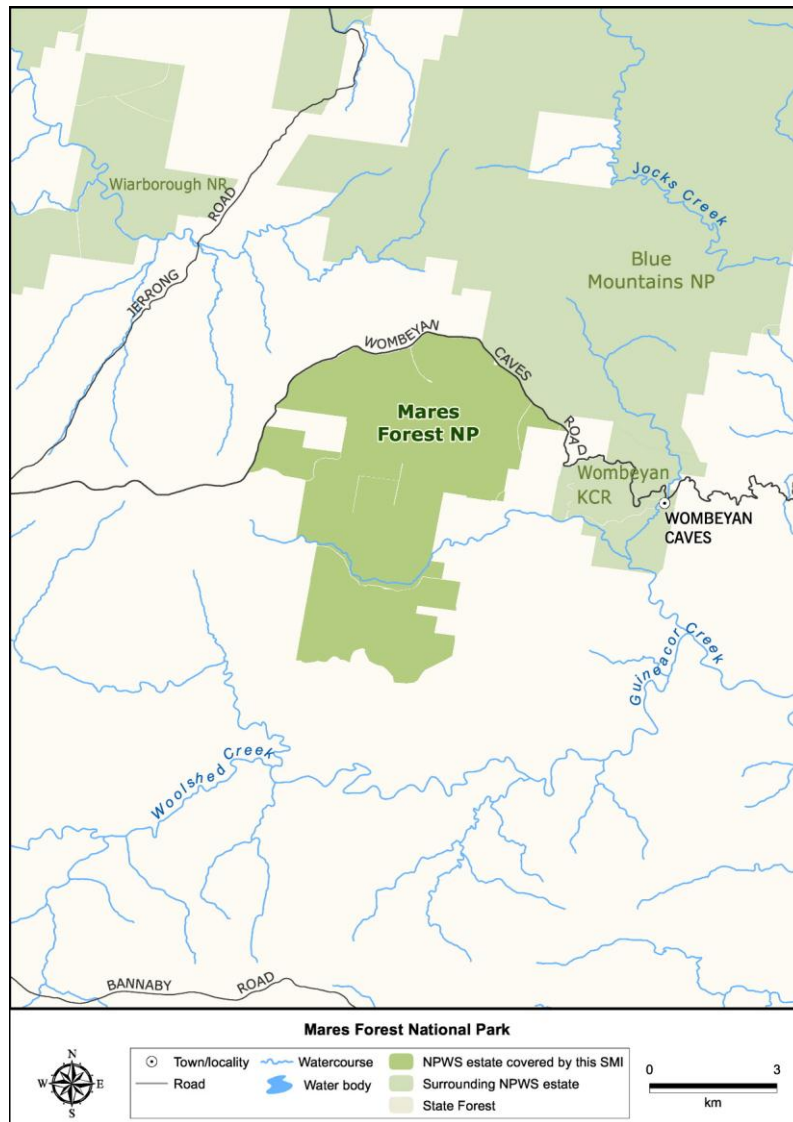 Wiarborough NR
ROAD
JERRONG
Jocks Creek
Blue
Mountains NP
WOMBEYAN
CAVES
ROAD
Mares
Forest NP
Wombeyan
KCR
WOMBEYAN
CAVES
Guineacor Creek
Woolshed Creek
BANNABY ROAD
Mares Forest National Park
N
W E
S
Town/locality
Watercourse
NPWS estate covered by this SMI
Road
Water body
Surrounding NPWS estate
State Forest
0 3
km